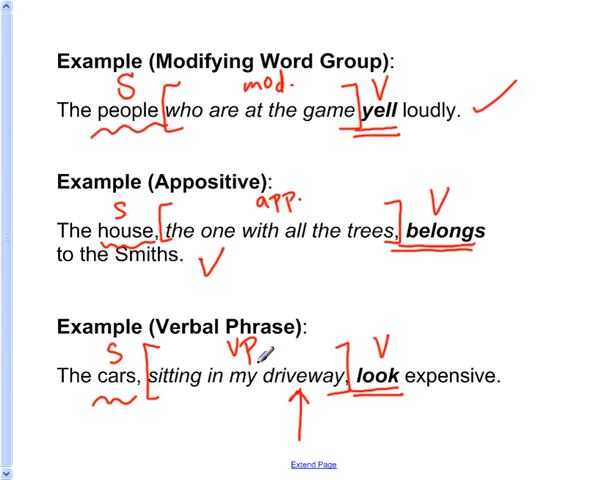 Example (Modifying Word Group):
S mod. V
The people who are at the game yell loudly.
Example (Appositive):
S app. V
The house, the one with all the trees, belongs
to the Smiths.
Example (Verbal Phrase):
S VP V
The cars, sitting in my driveway, look expensive.
Extend Page